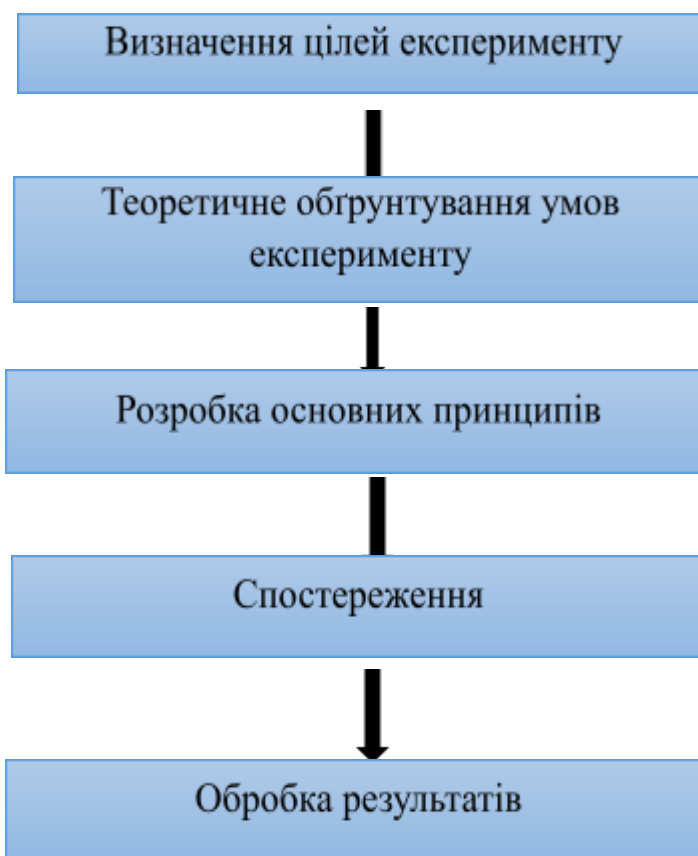 Визначення цілей експерименту
Теоретичне обґрунтування умов
експерименту
Розробка основних принципів
Спостереження
Обробка результатів